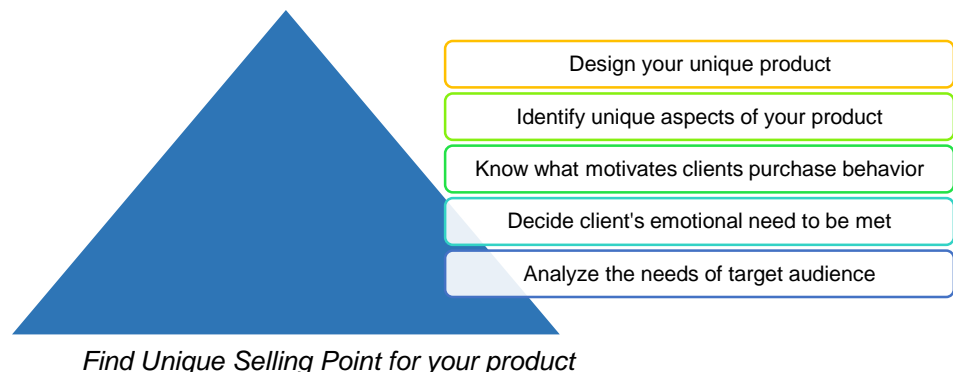 Design your unique product
Identify unique aspects of your product
Know what motivates clients purchase behavior
Decide client's emotional need to be met
Analyze the needs of target audience
Find Unique Selling Point for your product